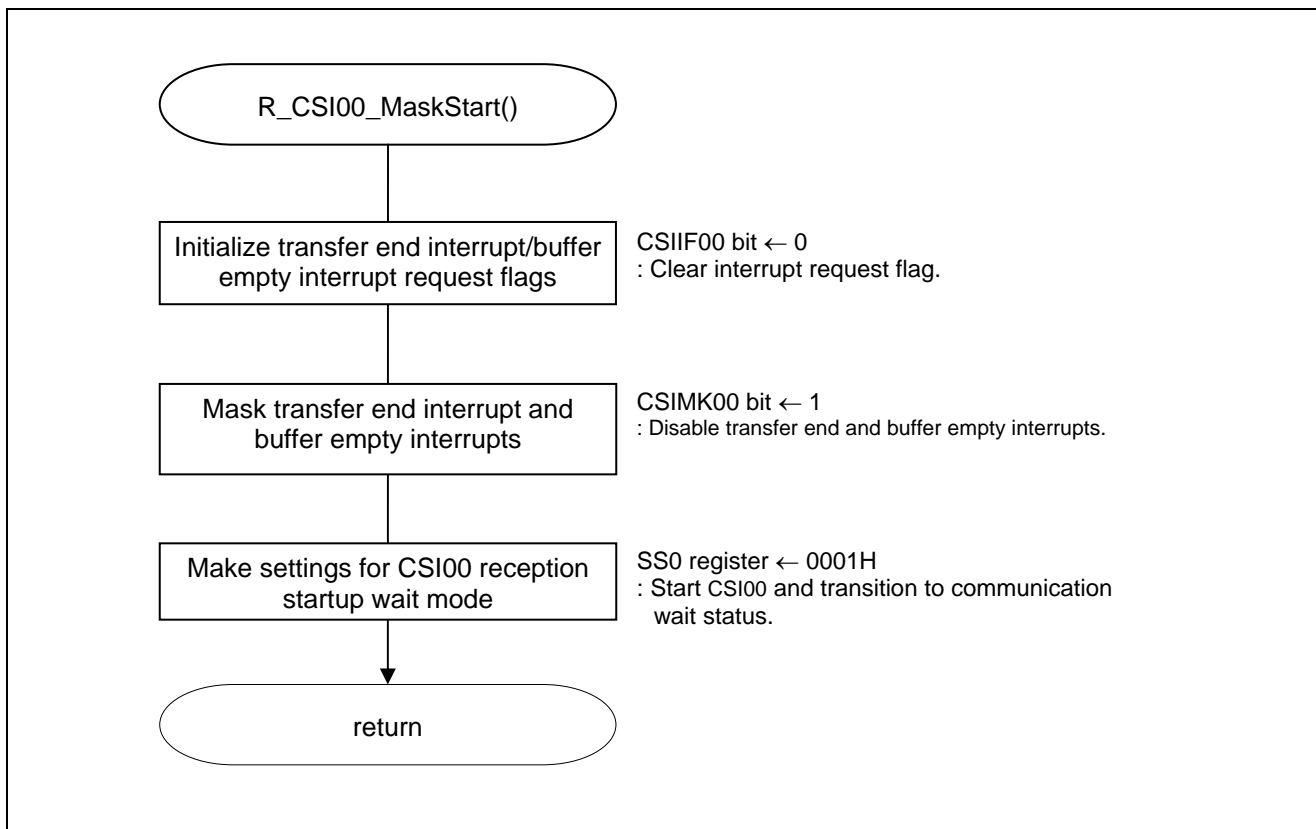 R_CSI00_MaskStart()
Initialize transfer end interrupt/buffer
empty interrupt request flags
CSIIF00 bit ← 0
: Clear interrupt request flag.
Mask transfer end interrupt and
buffer empty interrupts
CSIMK00 bit ← 1
: Disable transfer end and buffer empty interrupts.
Make settings for CSI00 reception
startup wait mode
SS0 register ← 0001H
: Start CSI00 and transition to communication
wait status.
return